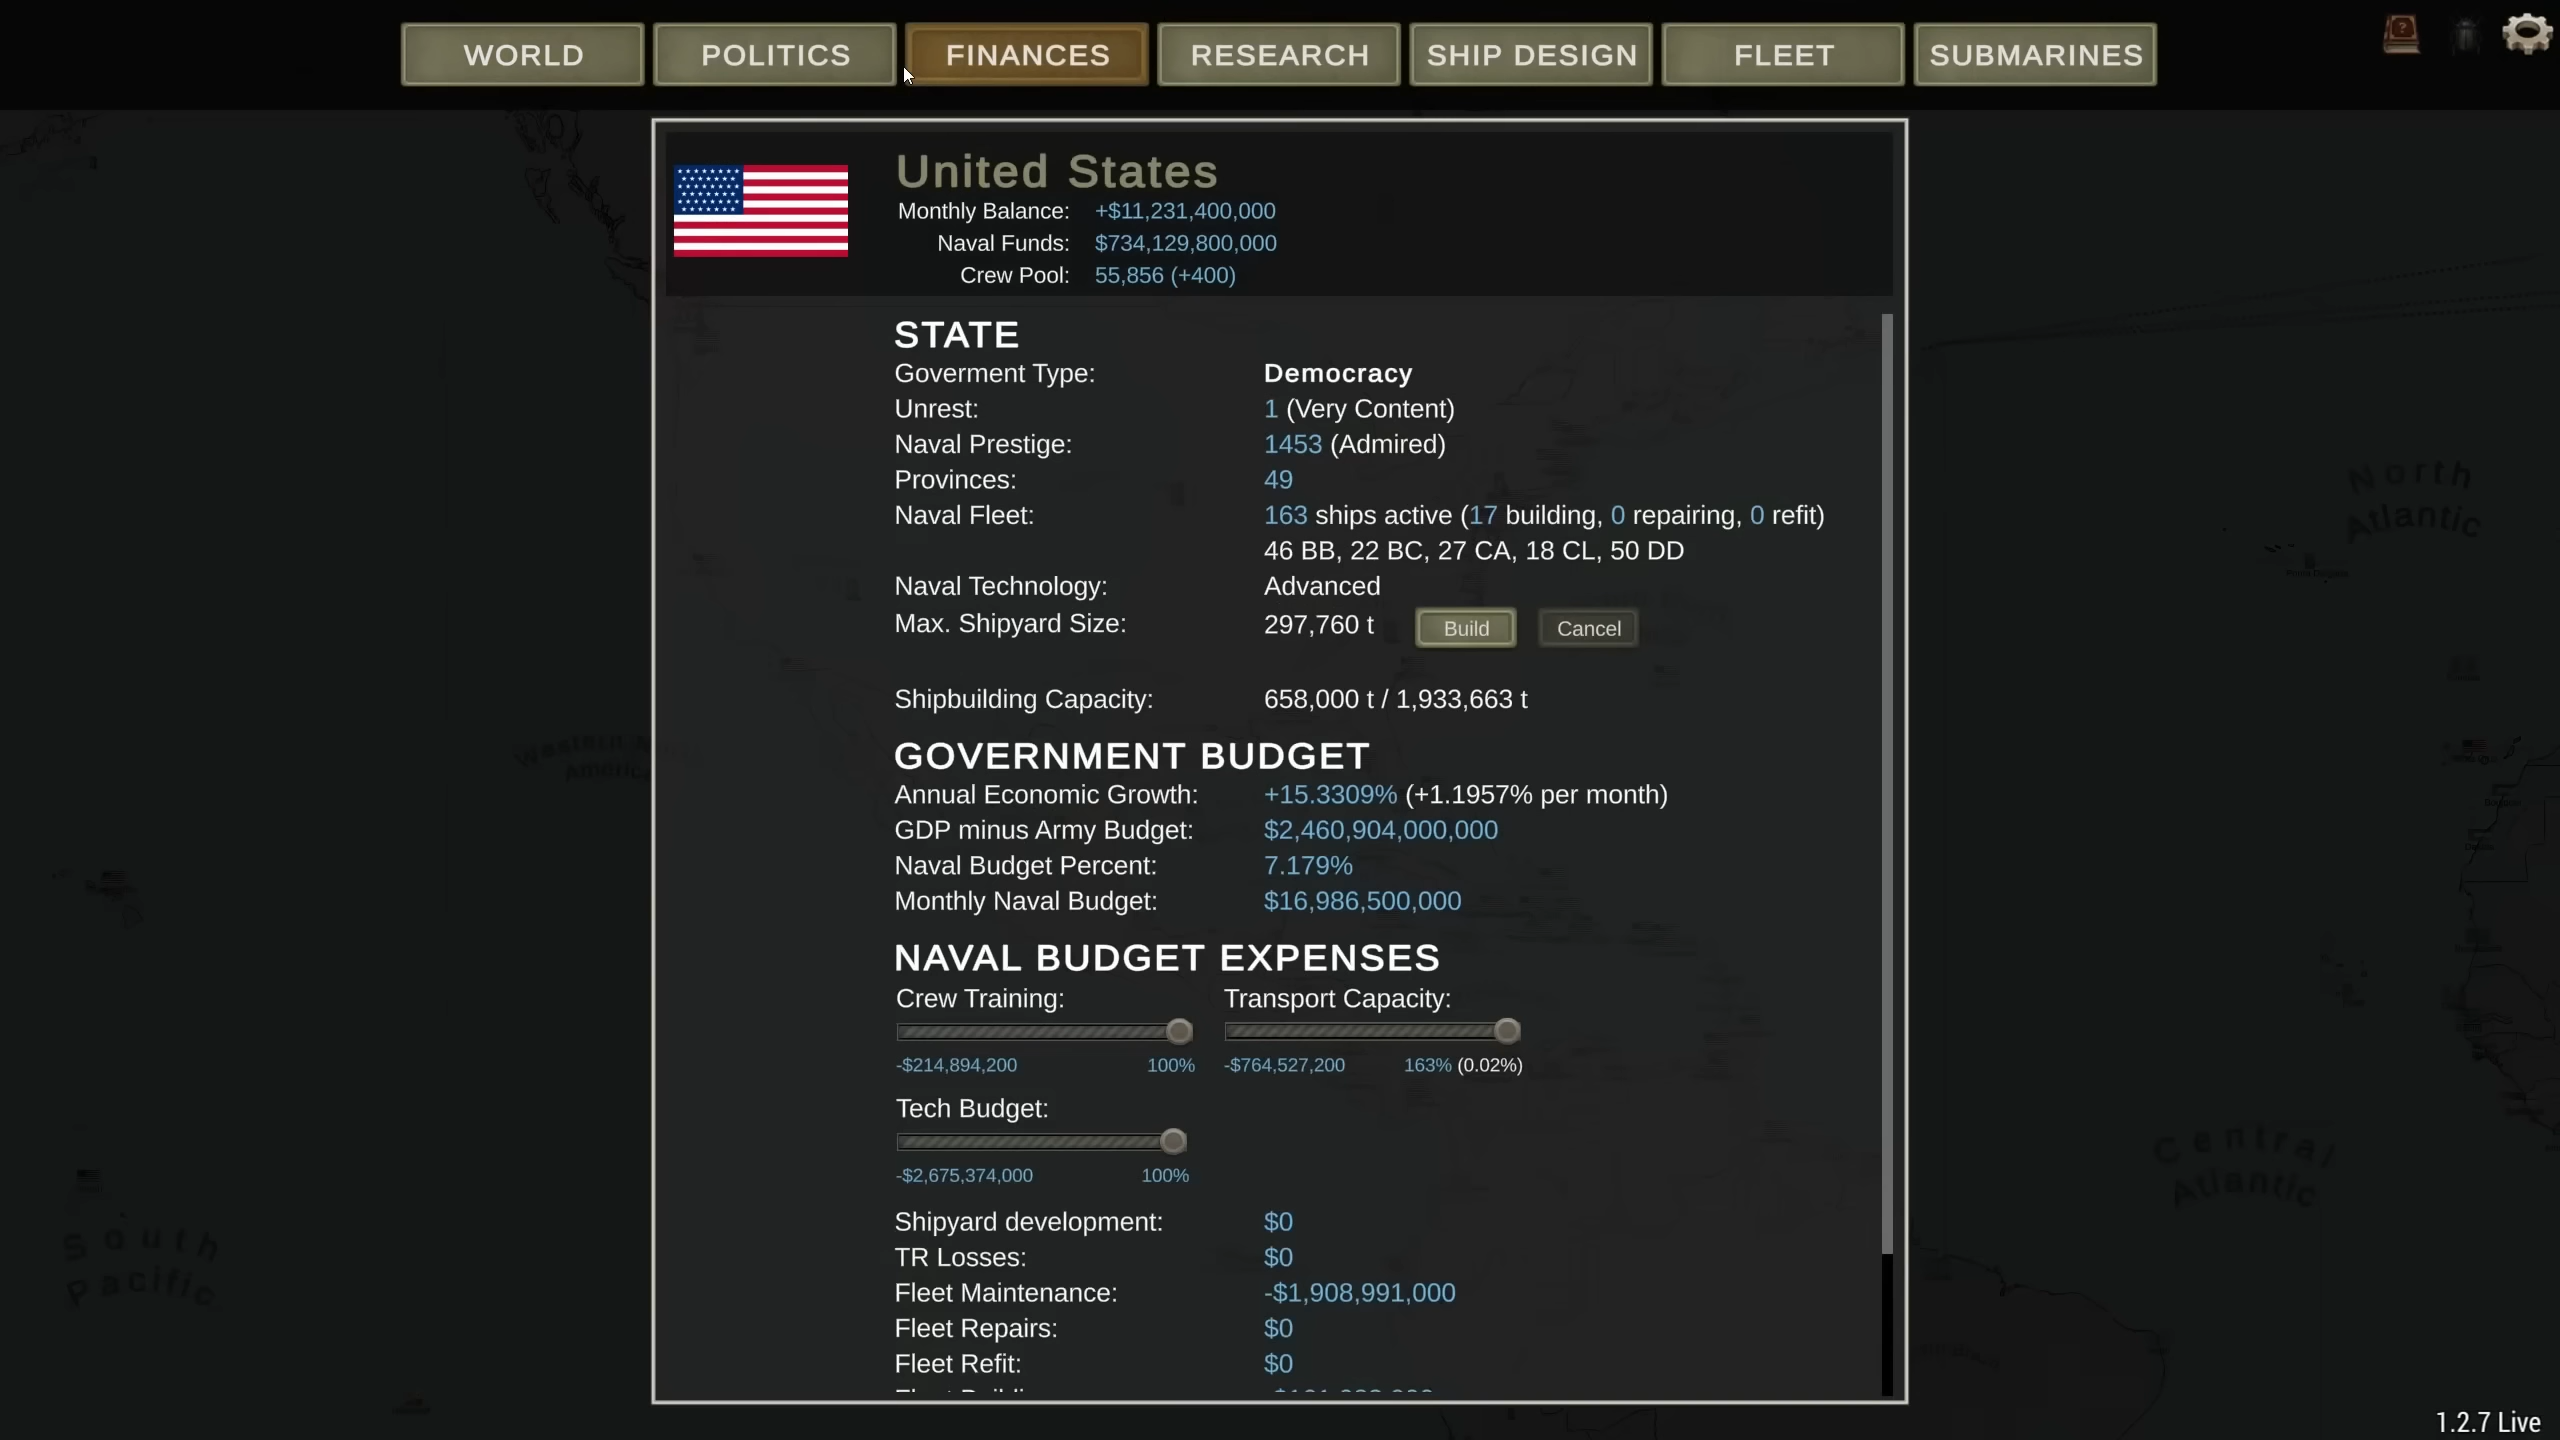 WORLD POLITICS FINANCES RESEARCH SHIP DESIGN FLEET SUBMARINES
United States
Monthly Balance: +$11,231,400,000
Naval Funds: $734,129,800,000
Crew Pool: 55,856 (+400)
STATE
Goverment Type: Democracy
Unrest: 1 (Very Content)
Naval Prestige: 1453 (Admired)
Provinces: 49
Naval Fleet: 163 ships active (17 building, 0 repairing, 0 refit)
46 BB, 22 BC, 27 CA, 18 CL, 50 DD
Naval Technology: Advanced
Max. Shipyard Size: 297,760 t Build Cancel
Shipbuilding Capacity: 658,000 t / 1,933,663 t
GOVERNMENT BUDGET
Annual Economic Growth: +15.3309% (+1.1957% per month)
GDP minus Army Budget: $2,460,904,000,000
Naval Budget Percent: 7.179%
Monthly Naval Budget: $16,986,500,000
NAVAL BUDGET EXPENSES
Crew Training: Transport Capacity:
-$214,894,200 100% -$764,527,200 163% (0.02%)
Tech Budget:
-$2,675,374,000 100%
Shipyard development: $0
TR Losses: $0
Fleet Maintenance: -$1,908,991,000
Fleet Repairs: $0
Fleet Refit: $0
North
Atlantic
Western
America
Central
Atlantic
South
Pacific
1.2.7 Live